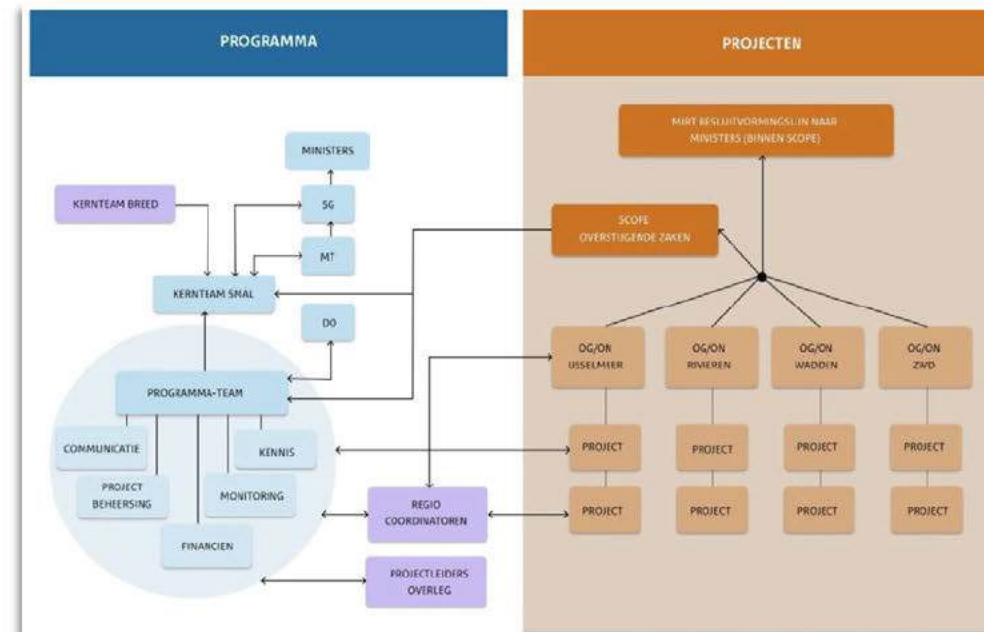 PROGRAMMA
PROJECTEN
MIRT BESLUITVORMINGSLIJN NAAR
MINISTERS (BINNEN SCOPE)
MINISTERS
KERNTEAM BREED
SG
SCOPE
OVERSTIJGENDE ZAKEN
MT
KERNTEAM SMAL
DO
OG/ON
IJSSELMEER
OG/ON
RIVIEREN
OG/ON
WADDEN
OG/ON
ZWD
PROGRAMMA-TEAM
COMMUNICATIE
KENNIS
PROJECT
BEHEERSING
MONITORING
FINANCIEN
PROJECT
PROJECT
PROJECT
PROJECT
REGIO
COORDINATOREN
PROJECT
PROJECT
PROJECT
PROJECT
PROJECTLEIDERS
OVERLEG